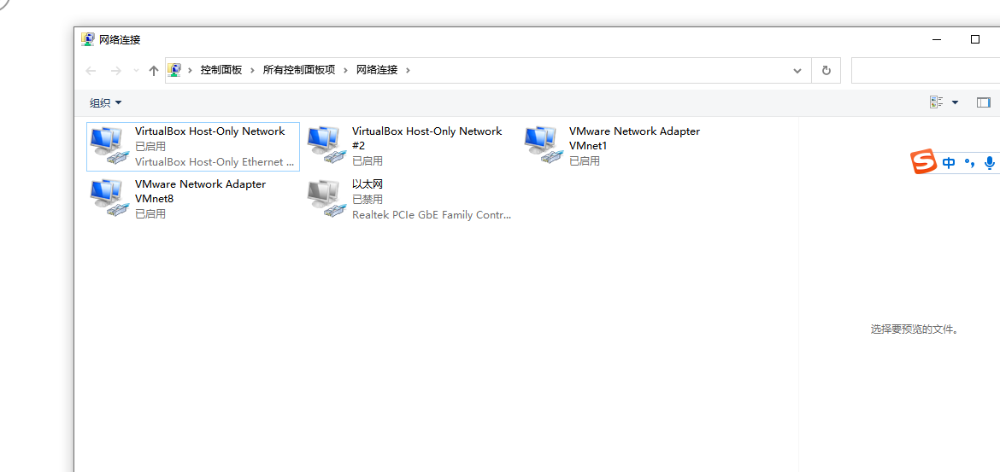 网络连接
控制面板 所有控制面板项 网络连接
组织
VirtualBox Host-Only Network
已启用
VirtualBox Host-Only Ethernet ...
VirtualBox Host-Only Network
#2
已启用
VMware Network Adapter
VMnet1
已启用
VMware Network Adapter
VMnet8
已启用
以太网
已禁用
Realtek PCIe GbE Family Contr...
S 中 °,
选择要预览的文件。